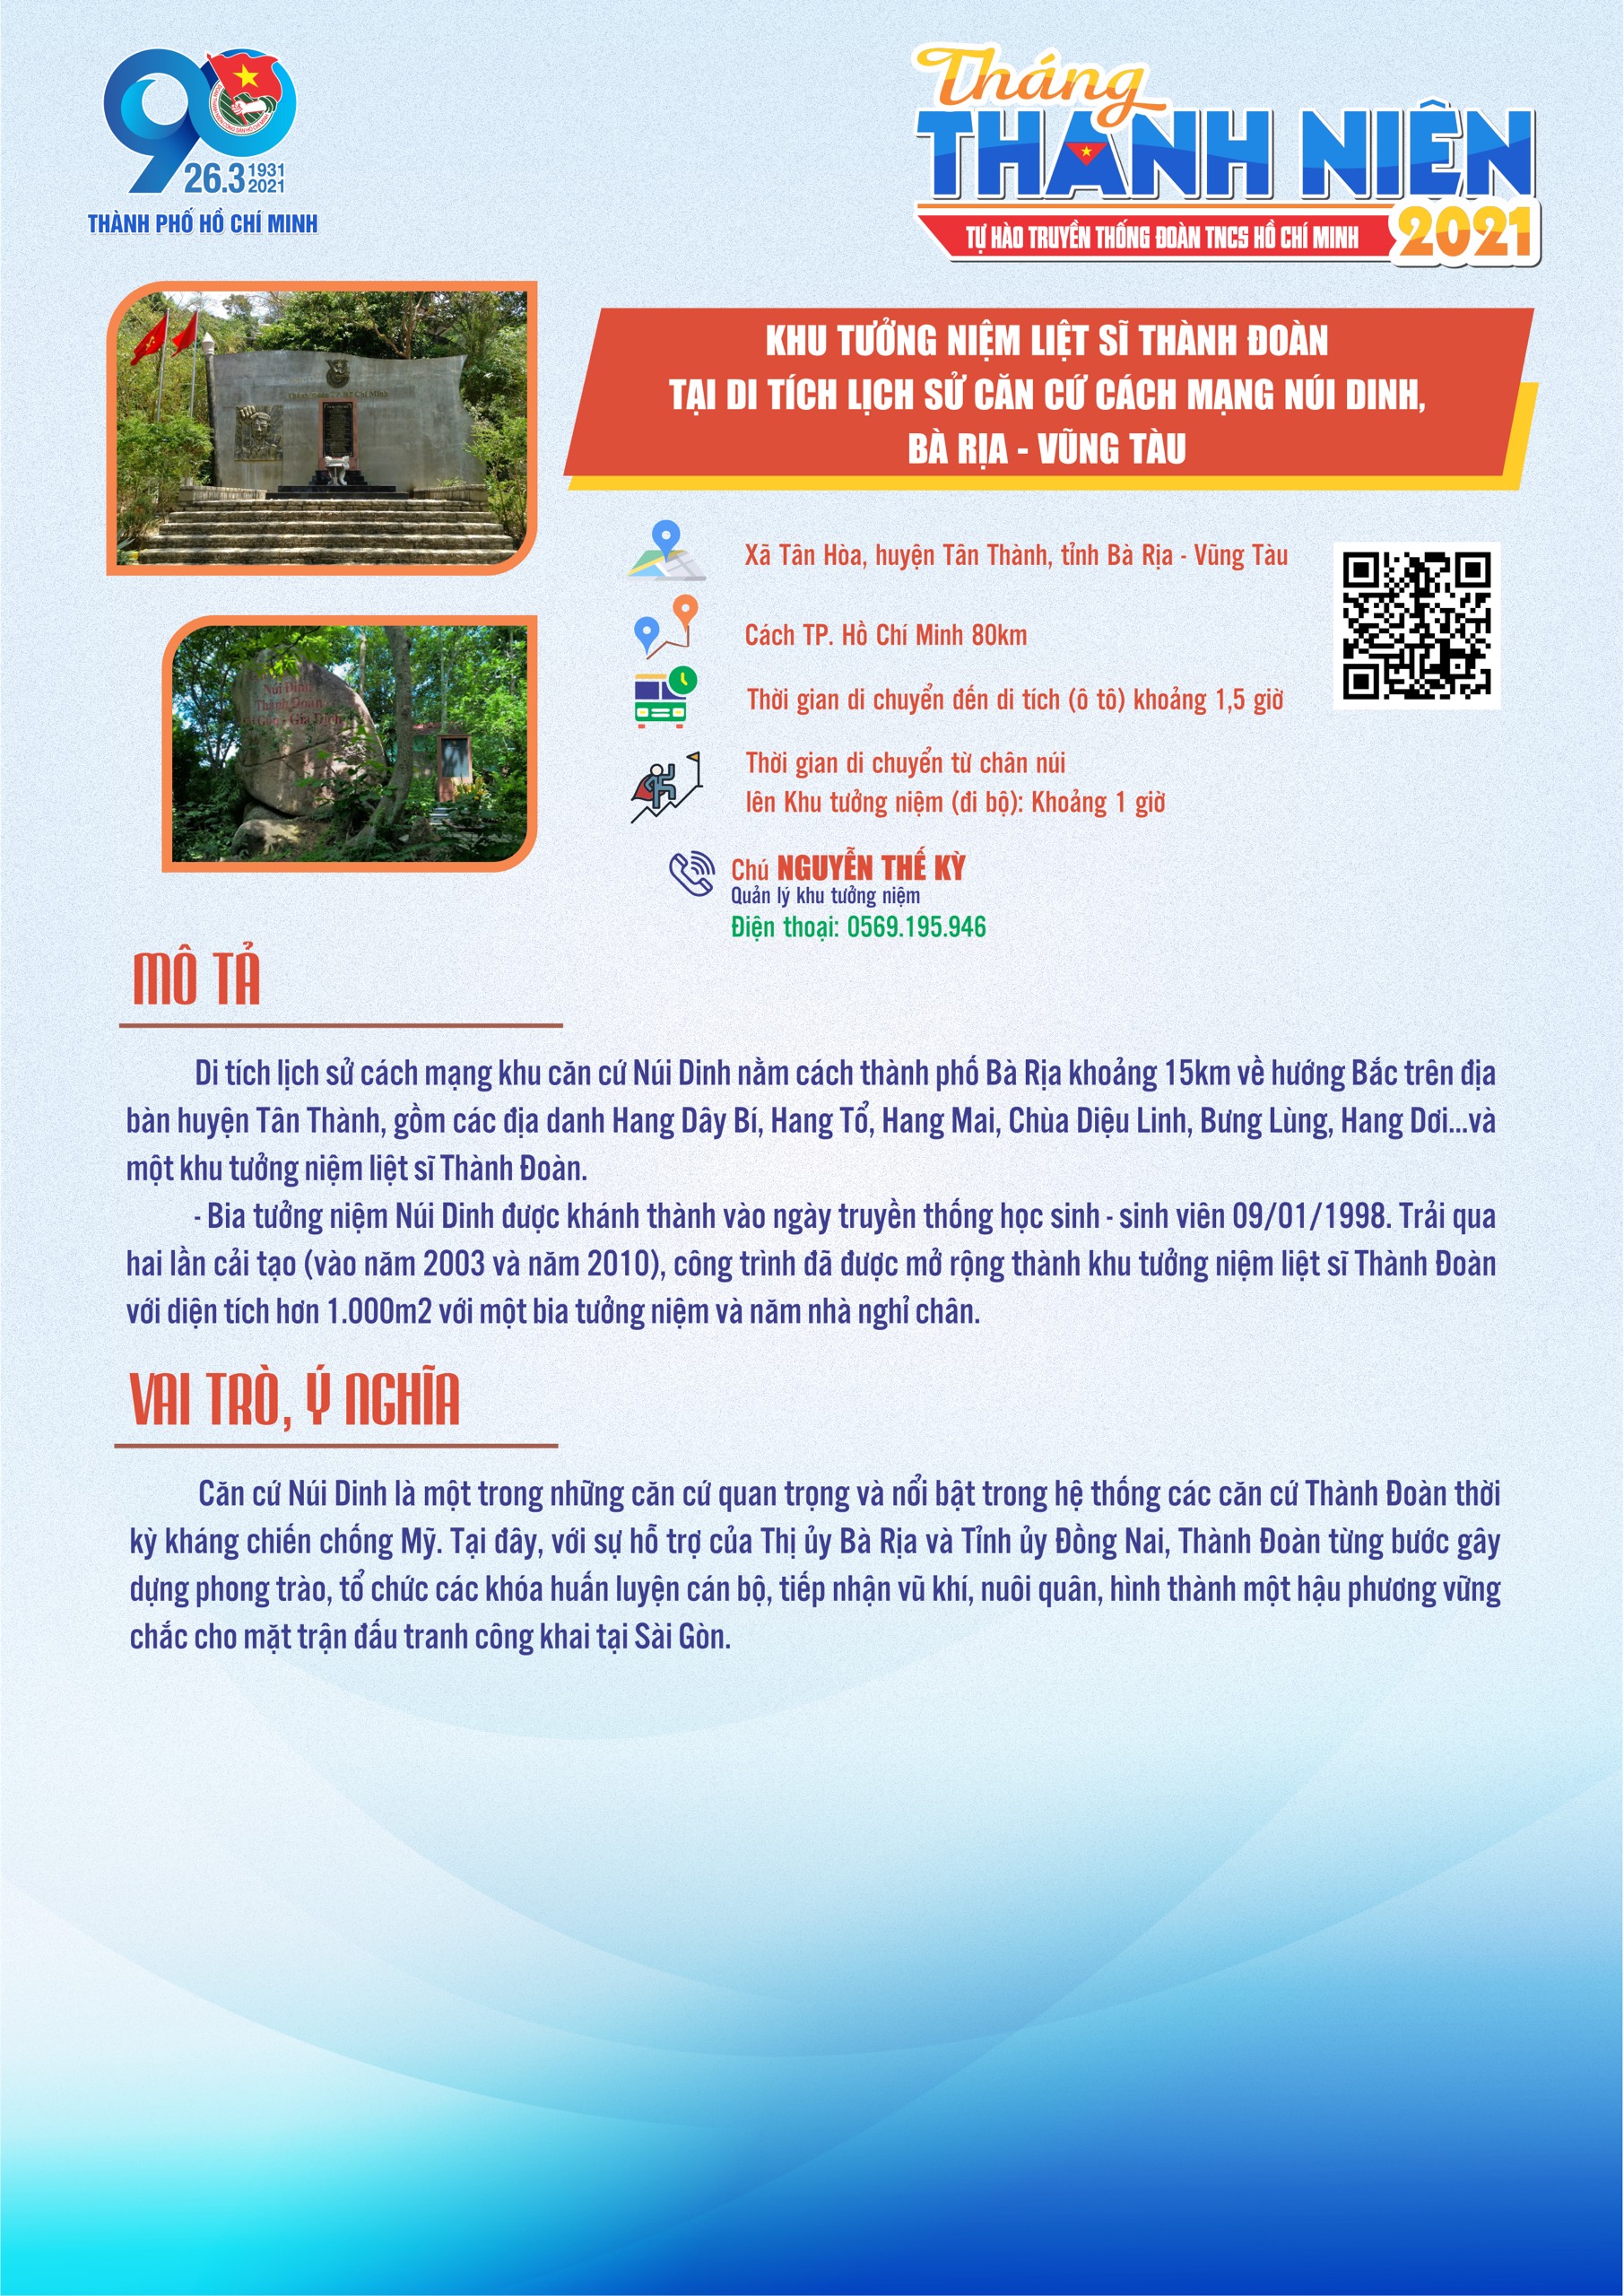 90
26.3 1931 2021
THÀNH PHỐ HỒ CHÍ MINH
Tháng
THANH NIÊN
TỰ HÀO TRUYỀN THỐNG ĐOÀN TNCS HỒ CHÍ MINH 2021
KHU TƯỞNG NIỆM LIỆT SĨ THÀNH ĐOÀN
TẠI DI TÍCH LỊCH SỬ CĂN CỨ CÁCH MẠNG NÚI DINH,
BÀ RỊA - VŨNG TÀU
Thành Đoàn TP. Hồ Chí Minh
Xã Tân Hòa, huyện Tân Thành, tỉnh Bà Rịa - Vũng Tàu
Cách TP. Hồ Chí Minh 80km
Thời gian di chuyển đến di tích (ô tô) khoảng 1,5 giờ
Thời gian di chuyển từ chân núi
lên Khu tưởng niệm (đi bộ): Khoảng 1 giờ
Núi Dinh
Thành Đoàn
Gòn - Gia Định
Chú NGUYỄN THẾ KỲ
Quản lý khu tưởng niệm
Điện thoại: 0569.195.946
MÔ TẢ
Di tích lịch sử cách mạng khu căn cứ Núi Dinh nằm cách thành phố Bà Rịa khoảng 15km về hướng Bắc trên địa
bàn huyện Tân Thành, gồm các địa danh Hang Dây Bí, Hang Tổ, Hang Mai, Chùa Diệu Linh, Bưng Lùng, Hang Dơi...và
một khu tưởng niệm liệt sĩ Thành Đoàn.
- Bia tưởng niệm Núi Dinh được khánh thành vào ngày truyền thống học sinh - sinh viên 09/01/1998. Trải qua
hai lần cải tạo (vào năm 2003 và năm 2010), công trình đã được mở rộng thành khu tưởng niệm liệt sĩ Thành Đoàn
với diện tích hơn 1.000m2 với một bia tưởng niệm và năm nhà nghỉ chân.
VAI TRÒ, Ý NGHĨA
Căn cứ Núi Dinh là một trong những căn cứ quan trọng và nổi bật trong hệ thống các căn cứ Thành Đoàn thời
kỳ kháng chiến chống Mỹ. Tại đây, với sự hỗ trợ của Thị ủy Bà Rịa và Tỉnh ủy Đồng Nai, Thành Đoàn từng bước gây
dựng phong trào, tổ chức các khóa huấn luyện cán bộ, tiếp nhận vũ khí, nuôi quân, hình thành một hậu phương vững
chắc cho mặt trận đấu tranh công khai tại Sài Gòn.